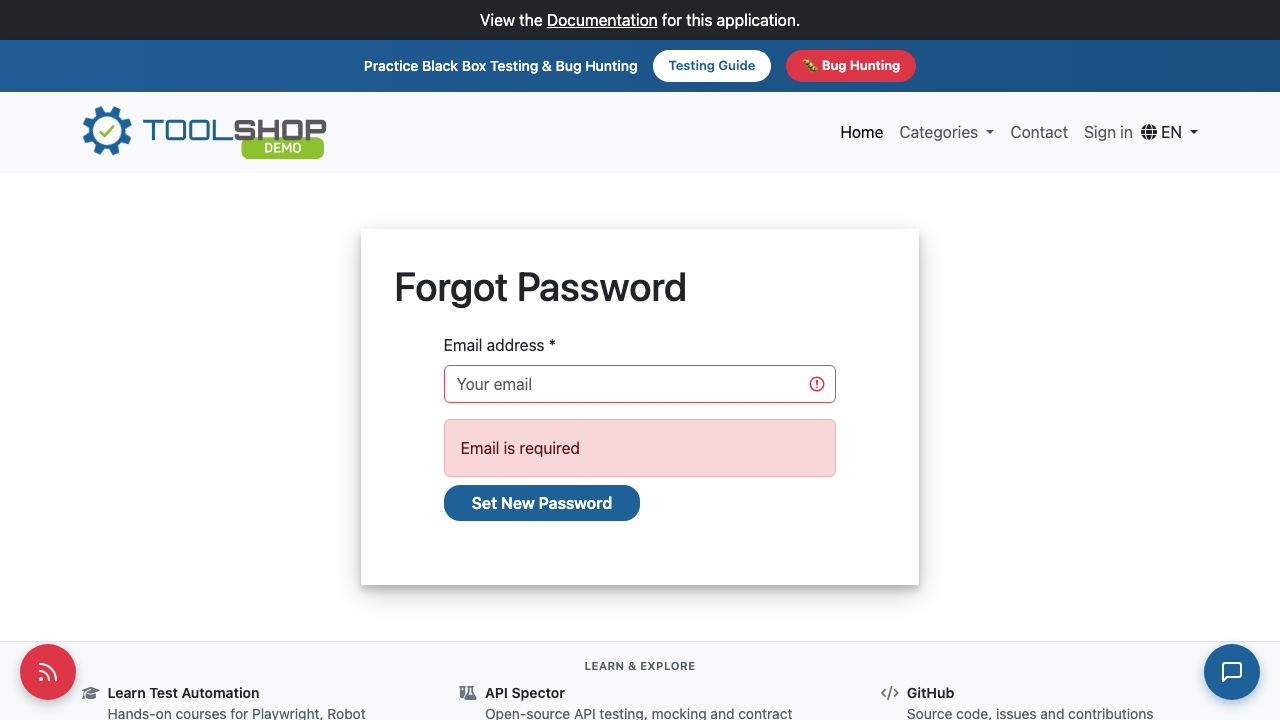 View the Documentation for this application.
Practice Black Box Testing & Bug Hunting
Testing Guide
🐛 Bug Hunting
TOOLSHOP
DEMO
Home
Categories
Contact
Sign in
EN
Forgot Password
Email address *
Your email
Email is required
Set New Password
LEARN & EXPLORE
Learn Test Automation
Hands-on courses for Playwright, Robot
API Spector
Open-source API testing, mocking and contract
GitHub
Source code, issues and contributions